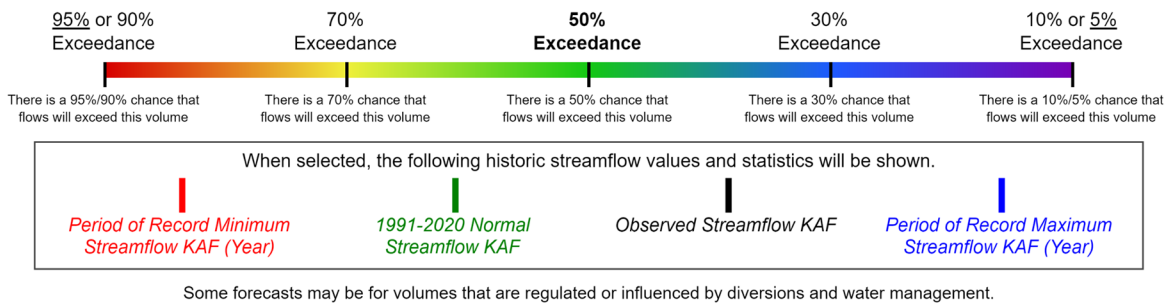 95% or 90%
Exceedance
70%
Exceedance
50%
Exceedance
30%
Exceedance
10% or 5%
Exceedance
There is a 95%/90% chance that
flows will exceed this volume
There is a 70% chance that
flows will exceed this volume
There is a 50% chance that
flows will exceed this volume
There is a 30% chance that
flows will exceed this volume
There is a 10%/5% chance that
flows will exceed this volume
When selected, the following historic streamflow values and statistics will be shown.
Period of Record Minimum
Streamflow KAF (Year)
1991-2020 Normal
Streamflow KAF
Observed Streamflow KAF
Period of Record Maximum
Streamflow KAF (Year)
Some forecasts may be for volumes that are regulated or influenced by diversions and water management.